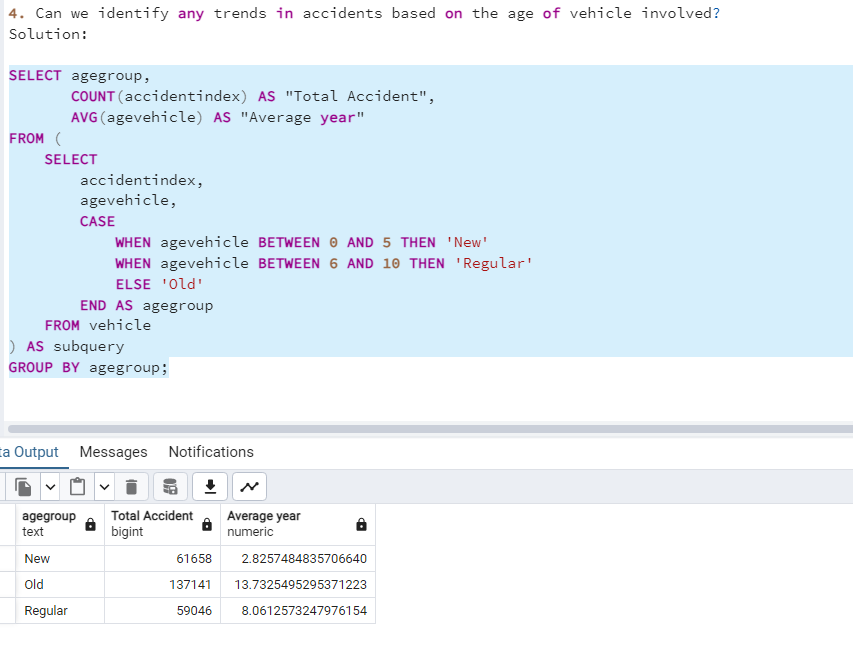 4. Can we identify any trends in accidents based on the age of vehicle involved?
Solution:
SELECT agegroup,
COUNT(accidentindex) AS "Total Accident",
AVG(agevehicle) AS "Average year"
FROM (
SELECT
accidentindex,
agevehicle,
CASE
WHEN agevehicle BETWEEN 0 AND 5 THEN 'New'
WHEN agevehicle BETWEEN 6 AND 10 THEN 'Regular'
ELSE 'Old'
END AS agegroup
FROM vehicle
) AS subquery
GROUP BY agegroup;
ta Output Messages Notifications
agegroup Total Accident Average year
text bigint numeric
New 61658 2.8257484835706640
Old 137141 13.7325495295371223
Regular 59046 8.0612573247976154